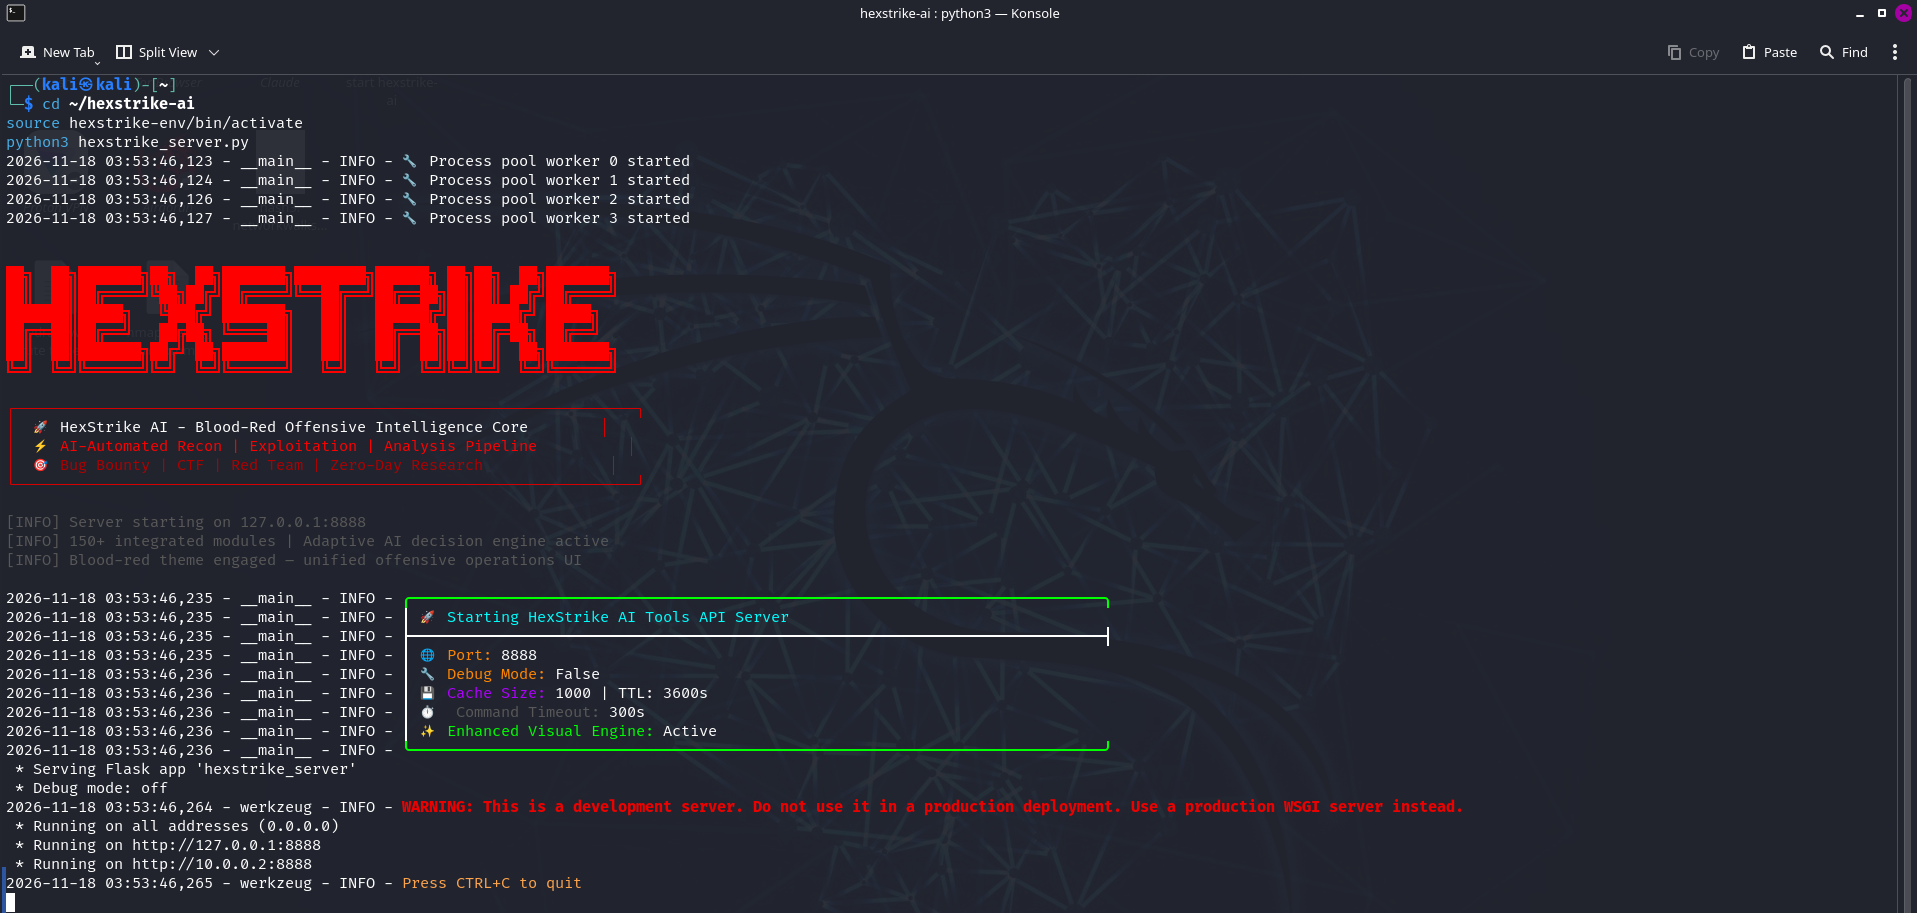 hexstrike-ai : python3 — Konsole
New Tab
Split View
Copy
Paste
Find
(kali㉿kali)-[~]
$ cd ~/hexstrike-ai
source hexstrike-env/bin/activate
python3 hexstrike_server.py
2026-11-18 03:53:46,123 - __main__ - INFO - 🔧 Process pool worker 0 started
2026-11-18 03:53:46,124 - __main__ - INFO - 🔧 Process pool worker 1 started
2026-11-18 03:53:46,126 - __main__ - INFO - 🔧 Process pool worker 2 started
2026-11-18 03:53:46,127 - __main__ - INFO - 🔧 Process pool worker 3 started
HEXSTRIKE
🚀 HexStrike AI - Blood-Red Offensive Intelligence Core
⚡ AI-Automated Recon | Exploitation | Analysis Pipeline
🎯 Bug Bounty | CTF | Red Team | Zero-Day Research
[INFO] Server starting on 127.0.0.1:8888
[INFO] 150+ integrated modules | Adaptive AI decision engine active
[INFO] Blood-red theme engaged – unified offensive operations UI
2026-11-18 03:53:46,235 - __main__ - INFO -
2026-11-18 03:53:46,235 - __main__ - INFO - 🚀 Starting HexStrike AI Tools API Server
2026-11-18 03:53:46,235 - __main__ - INFO -
2026-11-18 03:53:46,235 - __main__ - INFO - 🌐 Port: 8888
2026-11-18 03:53:46,236 - __main__ - INFO - 🔧 Debug Mode: False
2026-11-18 03:53:46,236 - __main__ - INFO - 💾 Cache Size: 1000 | TTL: 3600s
2026-11-18 03:53:46,236 - __main__ - INFO - ⏱️ Command Timeout: 300s
2026-11-18 03:53:46,236 - __main__ - INFO - ✨ Enhanced Visual Engine: Active
2026-11-18 03:53:46,236 - __main__ - INFO -
* Serving Flask app 'hexstrike_server'
* Debug mode: off
2026-11-18 03:53:46,264 - werkzeug - INFO - WARNING: This is a development server. Do not use it in a production deployment. Use a production WSGI server instead.
* Running on all addresses (0.0.0.0)
* Running on http://127.0.0.1:8888
* Running on http://10.0.0.2:8888
2026-11-18 03:53:46,265 - werkzeug - INFO - Press CTRL+C to quit